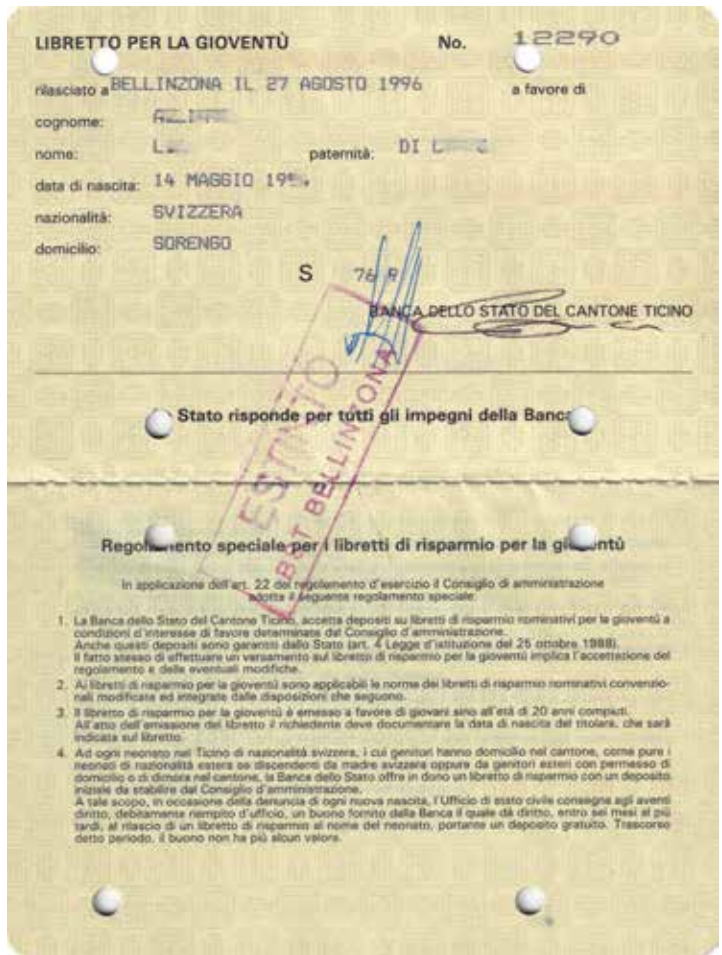 LIBRETTO PER LA GIOVENTÙ No. 12290
rilasciato a BELLINZONA IL 27 AGOSTO 1996 a favore di
cognome:
nome: L paternità: DI L
data di nascita: 14 MAGGIO 19
nazionalità: SVIZZERA
domicilio: SORENGO
S 76 R
BANCA DELLO STATO DEL CANTONE TICINO
ESTINTO
BST BELLINZONA
Stato risponde per tutti gli impegni della Banca
Regolamento speciale per i libretti di risparmio per la gioventù
In applicazione dell'art. 22 del regolamento d'esercizio il Consiglio di amministrazione
adotta il seguente regolamento speciale:
1. La Banca dello Stato del Cantone Ticino, accetta depositi su libretti di risparmio nominativi per la gioventù a
condizioni d'interesse di favore determinate dal Consiglio d'amministrazione.
Anche questi depositi sono garantiti dallo Stato (art. 4 Legge d'istituzione del 25 ottobre 1988).
Il fatto stesso di effettuare un versamento sul libretto di risparmio per la gioventù implica l'accettazione del
regolamento e delle eventuali modifiche.
2. Ai libretti di risparmio per la gioventù sono applicabili le norme dei libretti di risparmio nominativi convenzio-
nali modificate ed integrate dalle disposizioni che seguono.
3. Il libretto di risparmio per la gioventù è emesso a favore di giovani sino all'età di 20 anni compiuti.
All'atto dell'emissione del libretto il richiedente deve documentare la data di nascita del titolare, che sarà
indicata sul libretto.
4. Ad ogni neonato nel Ticino di nazionalità svizzera, i cui genitori hanno domicilio nel cantone, come pure i
neonati di nazionalità estera se discendenti da madre svizzera oppure da genitori esteri con permesso di
domicilio o di dimora nel cantone, la Banca dello Stato offre in dono un libretto di risparmio con un deposito
iniziale da stabilire dal Consiglio d'amministrazione.
A tale scopo, in occasione della denuncia di ogni nuova nascita, l'Ufficio di stato civile consegna agli aventi
diritto, debitamente riempito d'ufficio, un buono fornito dalla Banca il quale dà diritto, entro sei mesi al più
tardi, al rilascio di un libretto di risparmio al nome del neonato, portante un deposito gratuito. Trascorso
detto periodo, il buono non ha più alcun valore.